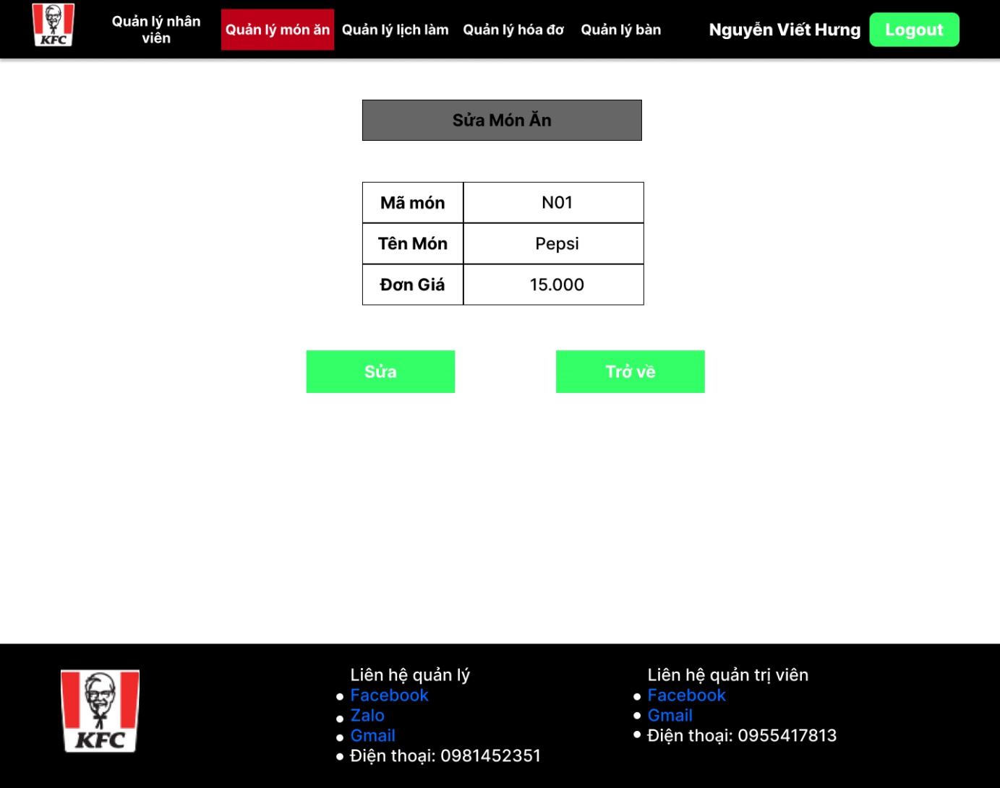 KFC
Quản lý nhân
viên
Quản lý món ăn
Quản lý lịch làm
Quản lý hóa đơ
Quản lý bàn
Nguyễn Viết Hưng
Logout
Sửa Món Ăn
Mã món N01
Tên Món Pepsi
Đơn Giá 15.000
Sửa
Trở về
KFC
Liên hệ quản lý
Facebook
Zalo
Gmail
Điện thoại: 0981452351
Liên hệ quản trị viên
Facebook
Gmail
Điện thoại: 0955417813